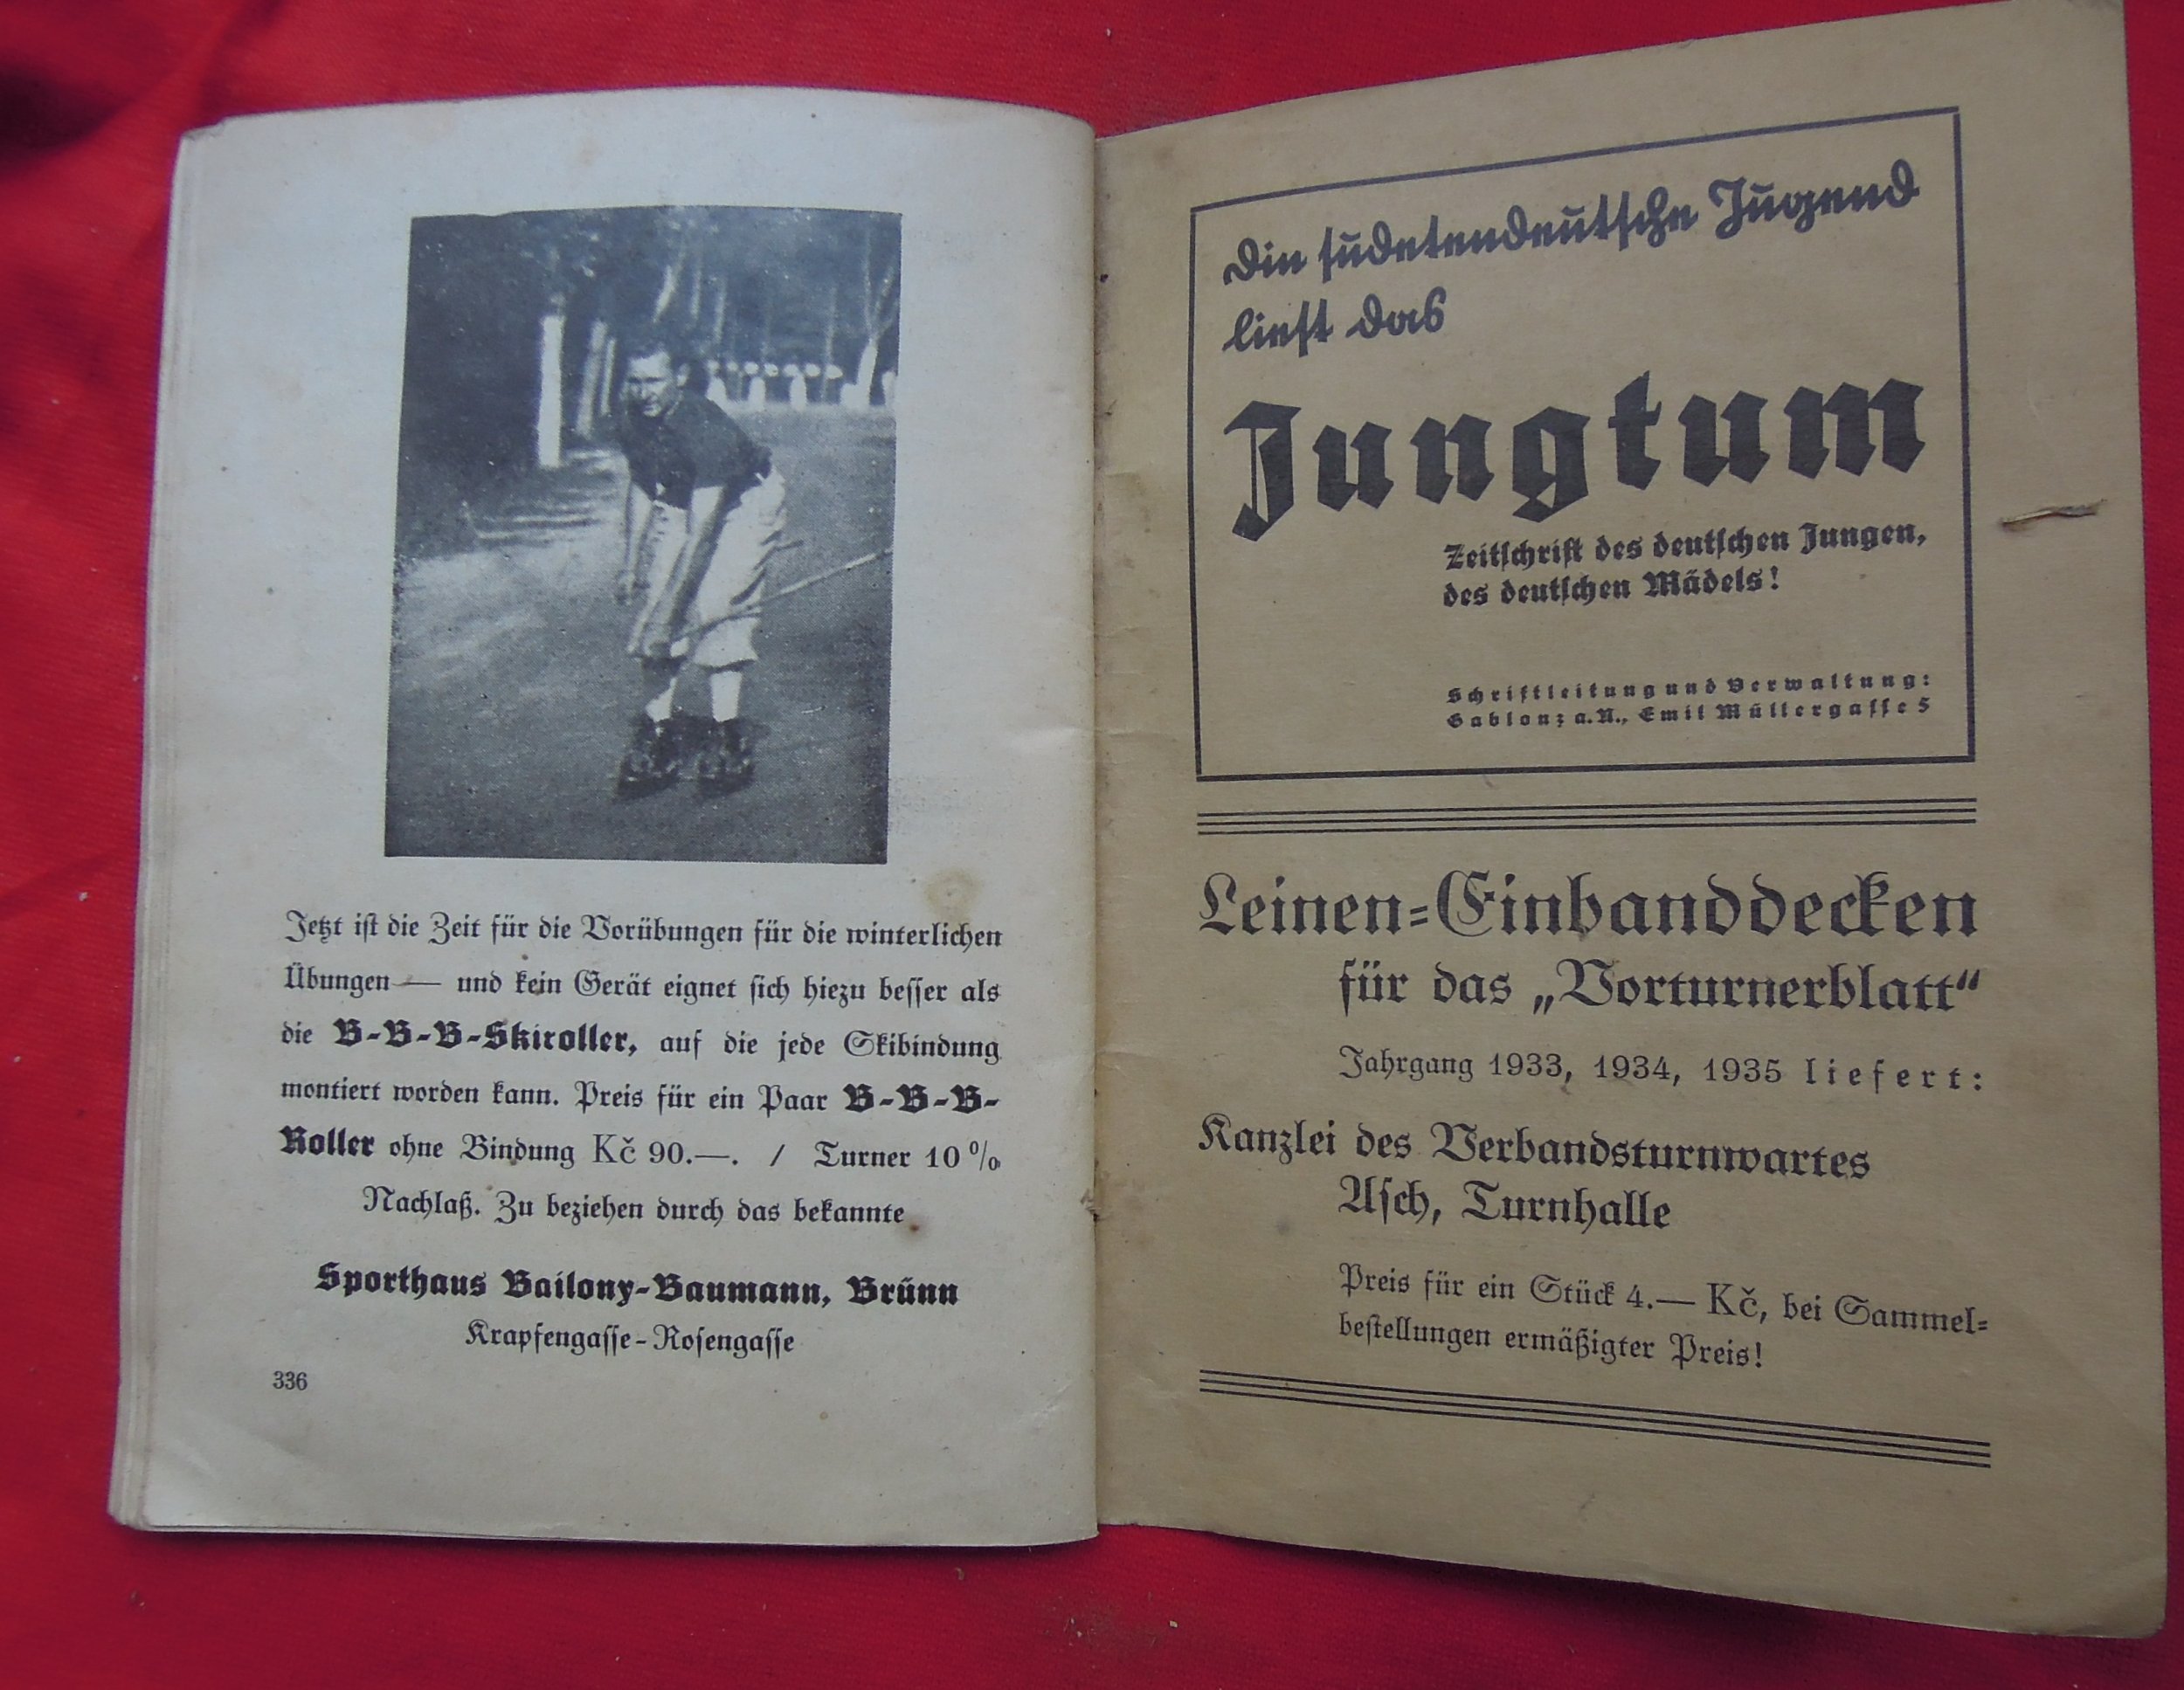 Jetzt ist die Zeit für die Vorübungen für die winterlichen
Übungen — und kein Gerät eignet sich hiezu besser als
die B-B-B-Skiroller, auf die jede Skibindung
montiert worden kann. Preis für ein Paar B-B-B-
Roller ohne Bindung Kč 90.—. / Turner 10%
Nachlaß. Zu beziehen durch das bekannte
Sporthaus Bailony-Baumann, Brünn
Krapfengasse-Rosengasse
336
Die sudetendeutsche Jugend
liest das
Jungtum
Zeitschrift des deutschen Jungen,
des deutschen Mädels!
Schriftleitung und Verwaltung:
Gablonz a. N., Emil Müllergasse 5
Leinen-Einbanddecken
für das „Vorturnerblatt“
Jahrgang 1933, 1934, 1935 liefert:
Kanzlei des Verbandsturnwartes
Asch, Turnhalle
Preis für ein Stück 4.— Kč, bei Sammel-
bestellungen ermäßigter Preis!